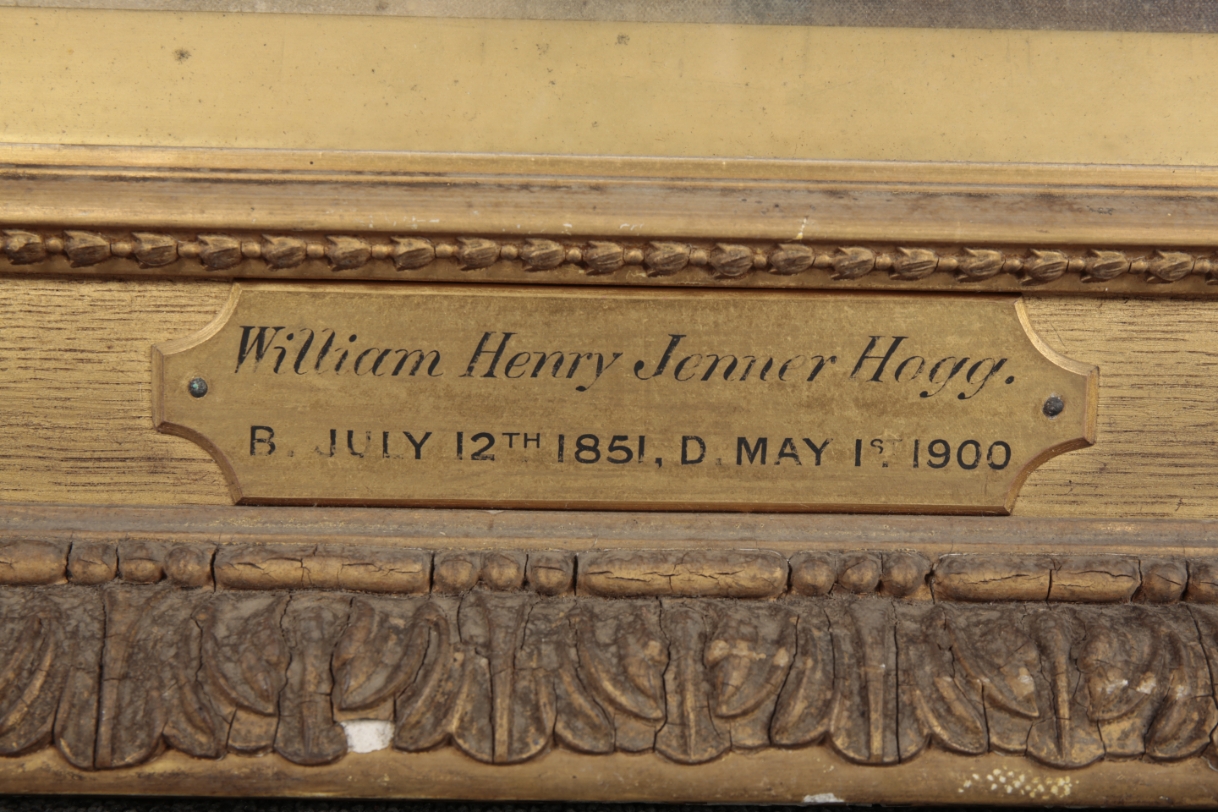 William Henry Jenner Hogg.
B. JULY 12TH 1851, D. MAY 1ST. 1900